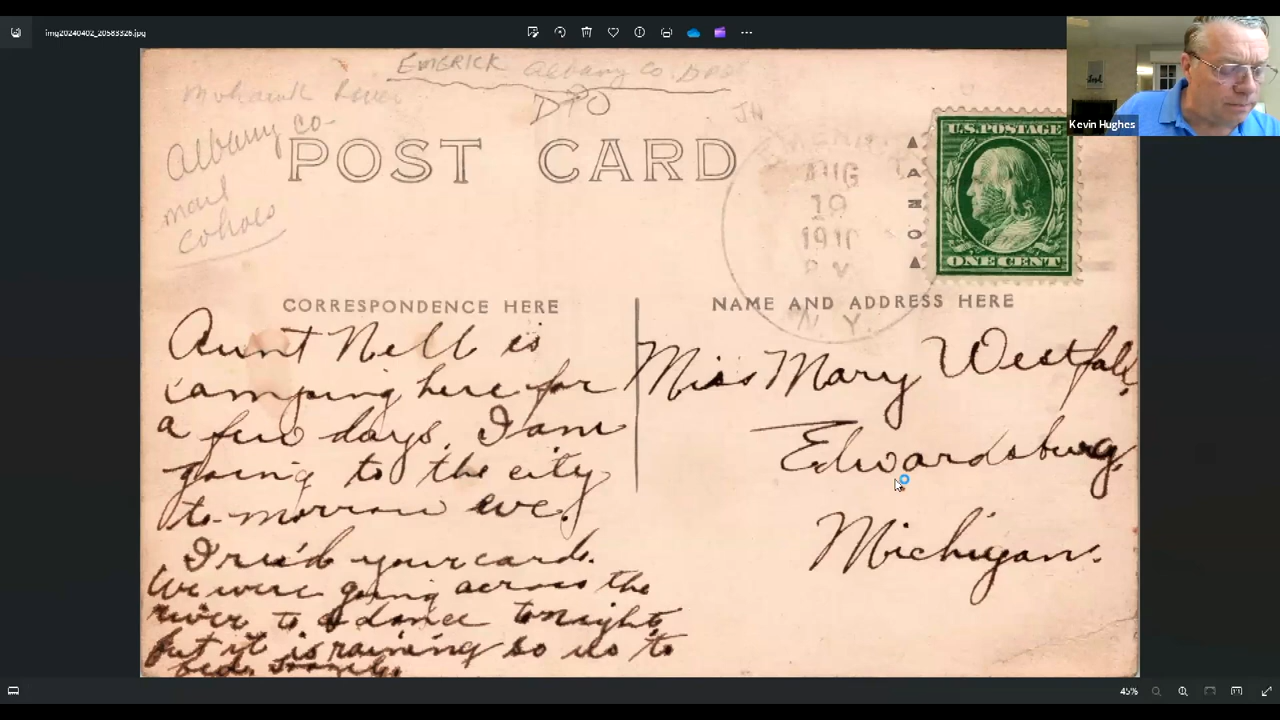 img20240402_20583326.jpg
Kevin Hughes
EMERICK Albany Co DPO
DPO
Mohawk River
Albany co-
mail
cohoes
JH
POST CARD
AUG
19
1910
N. Y.
U.S. POSTAGE
ONE CENT
CORRESPONDENCE HERE
NAME AND ADDRESS HERE
Aunt Nell is
camping here for
a few days. I am
going to the city
to-morrow eve.
I rec'd your card.
We were going across the
river to a dance tonight,
but it is raining so us to
bed.
Miss Mary Westfall,
Edwardsburg,
Michigan.
45%